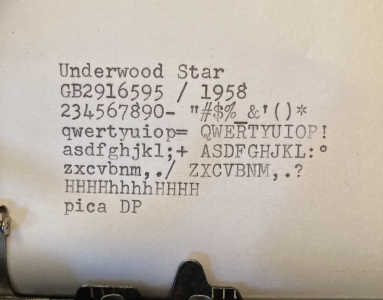 Underwood Star
GB2916595 / 1958
234567890- "#$%_&'()*
qwertyuiop= QWERTYUIOP!
asdfghjkl;+ ASDFGHJKL:°
zxcvbnm,./ ZXCVBNM,.?
HHHHhhhhHHHH
pica DP